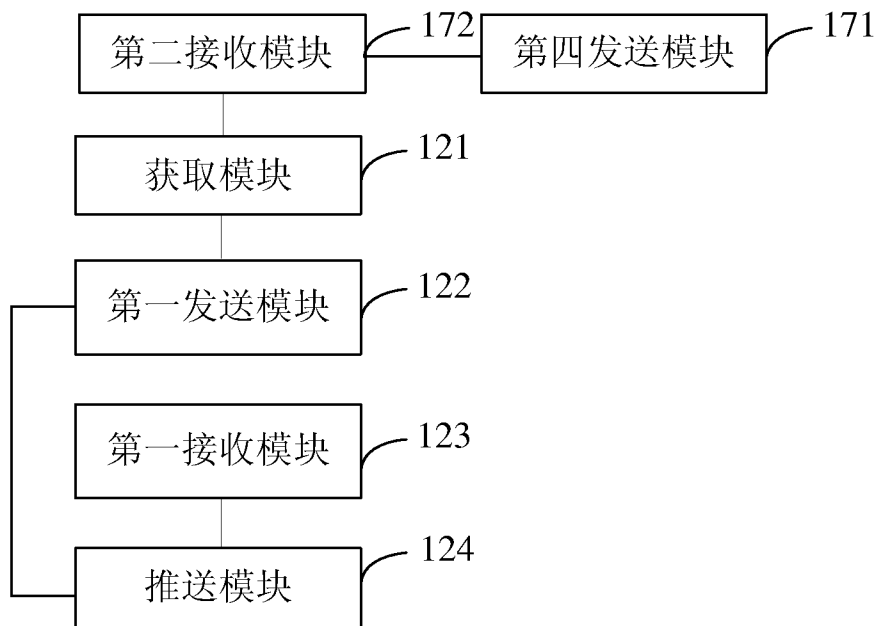 第二接收模块 172 第四发送模块 171
获取模块 121
第一发送模块 122
第一接收模块 123
推送模块 124